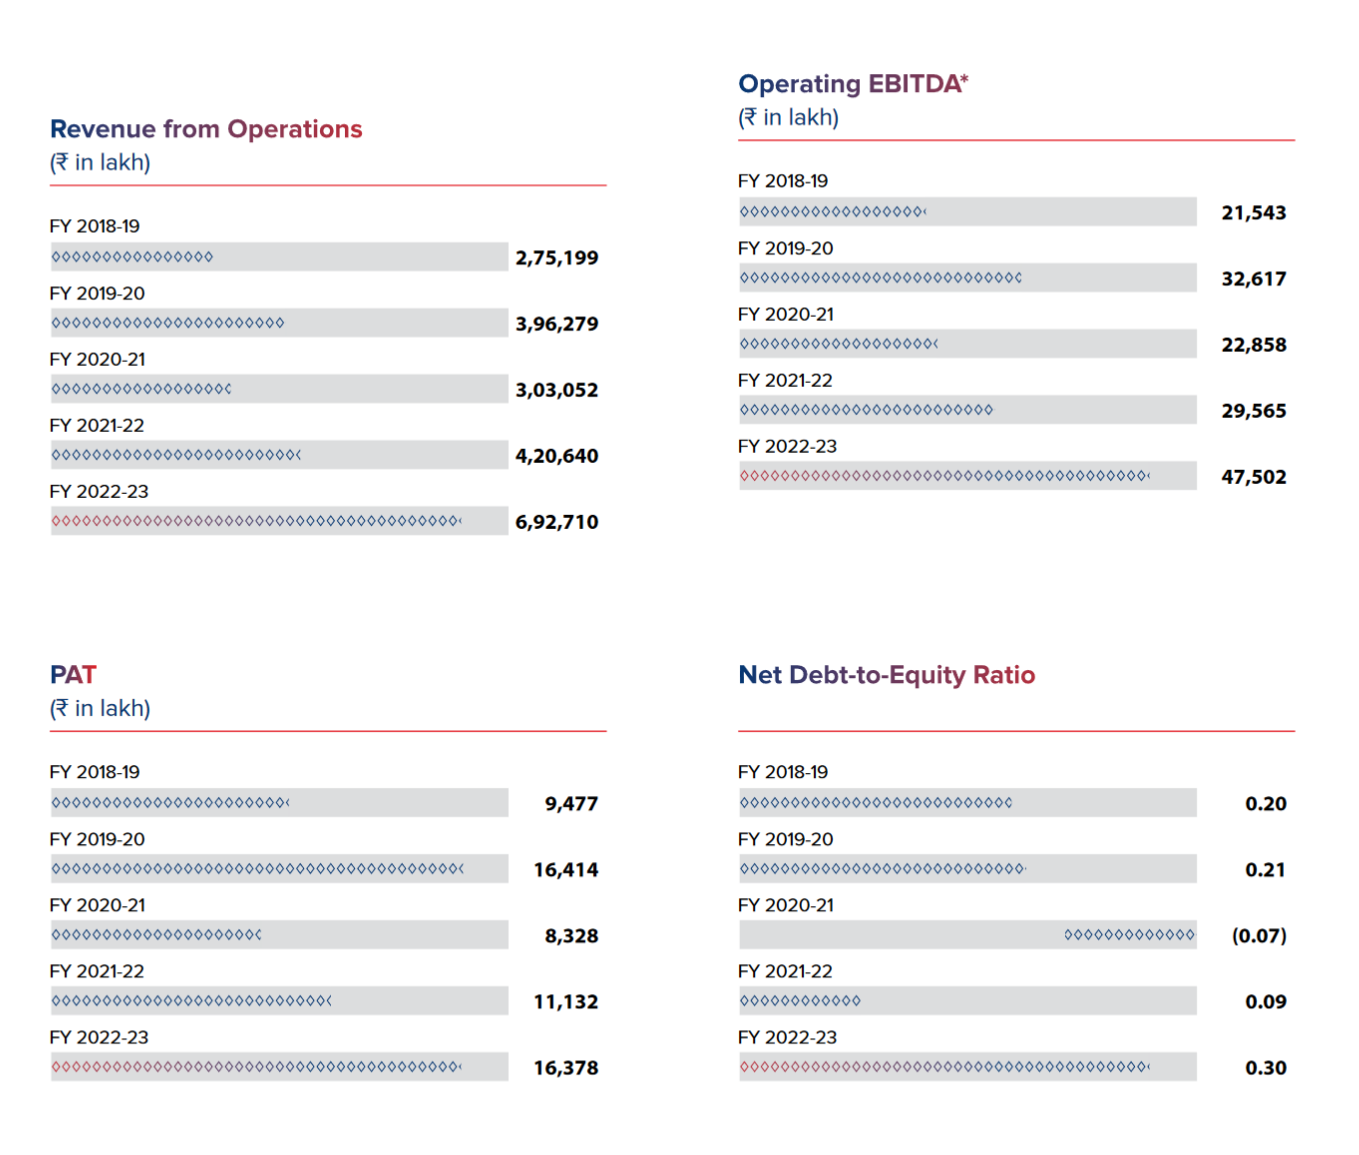 Revenue from Operations
(₹ in lakh)
FY 2018-19
2,75,199
FY 2019-20
3,96,279
FY 2020-21
3,03,052
FY 2021-22
4,20,640
FY 2022-23
6,92,710
Operating EBITDA*
(₹ in lakh)
FY 2018-19
21,543
FY 2019-20
32,617
FY 2020-21
22,858
FY 2021-22
29,565
FY 2022-23
47,502
PAT
(₹ in lakh)
FY 2018-19
9,477
FY 2019-20
16,414
FY 2020-21
8,328
FY 2021-22
11,132
FY 2022-23
16,378
Net Debt-to-Equity Ratio
FY 2018-19
0.20
FY 2019-20
0.21
FY 2020-21
(0.07)
FY 2021-22
0.09
FY 2022-23
0.30